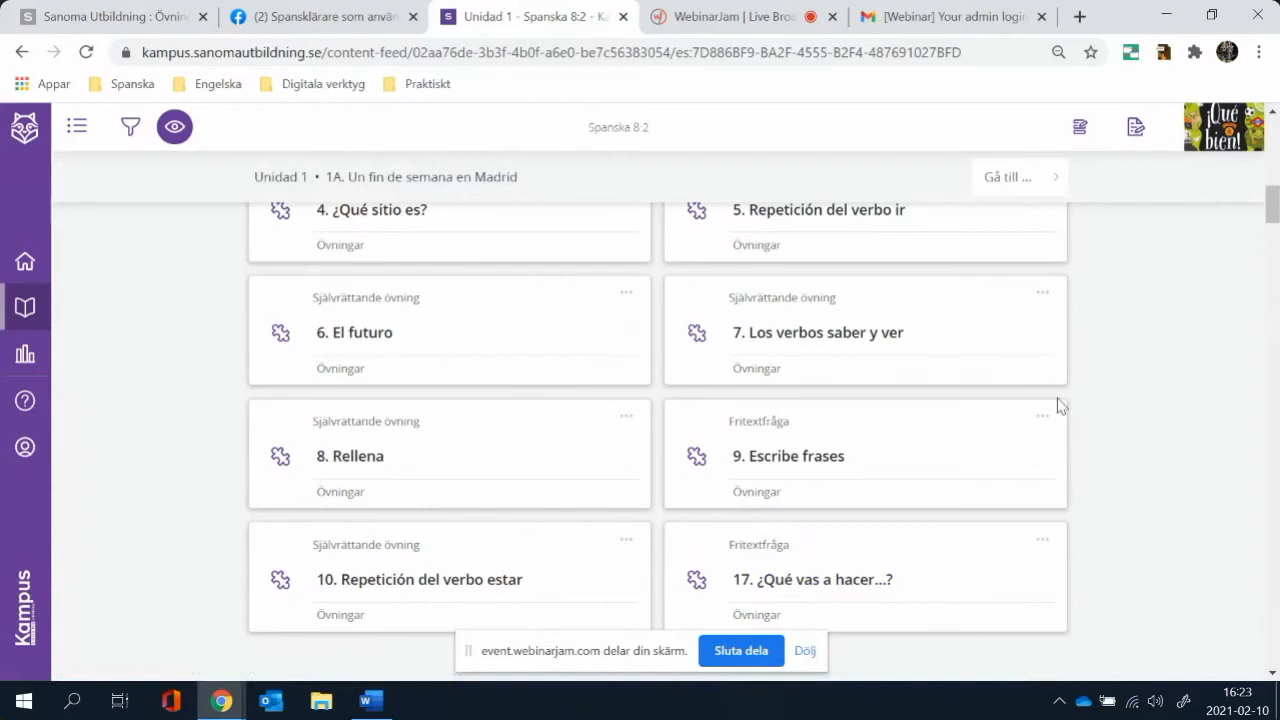 Sanoma Utbildning : Övnin
(2) Spansklärare som använ
Unidad 1 - Spanska 8:2 - Ka
WebinarJam | Live Broa
[Webinar] Your admin login
kampus.sanomautbildning.se/content-feed/02aa76de-3b3f-4b0f-a6e0-be7c56383054/es:7D886BF9-BA2F-4555-B2F4-487691027BFD
Appar
Spanska
Engelska
Digitala verktyg
Praktiskt
Spanska 8:2
¡Qué
bien!
Unidad 1 • 1A. Un fin de semana en Madrid
Gå till ...
4. ¿Qué sitio es?
Övningar
5. Repetición del verbo ir
Övningar
Självrättande övning
6. El futuro
Övningar
Självrättande övning
7. Los verbos saber y ver
Övningar
Självrättande övning
8. Rellena
Övningar
Fritextfråga
9. Escribe frases
Övningar
Självrättande övning
10. Repetición del verbo estar
Övningar
Fritextfråga
17. ¿Qué vas a hacer...?
Övningar
Kampus
event.webinarjam.com delar din skärm.
Sluta dela
Dölj
16:23
2021-02-10